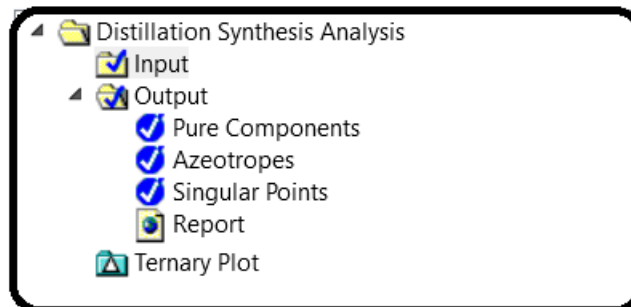 Distillation Synthesis Analysis
Input
Output
Pure Components
Azeotropes
Singular Points
Report
Ternary Plot